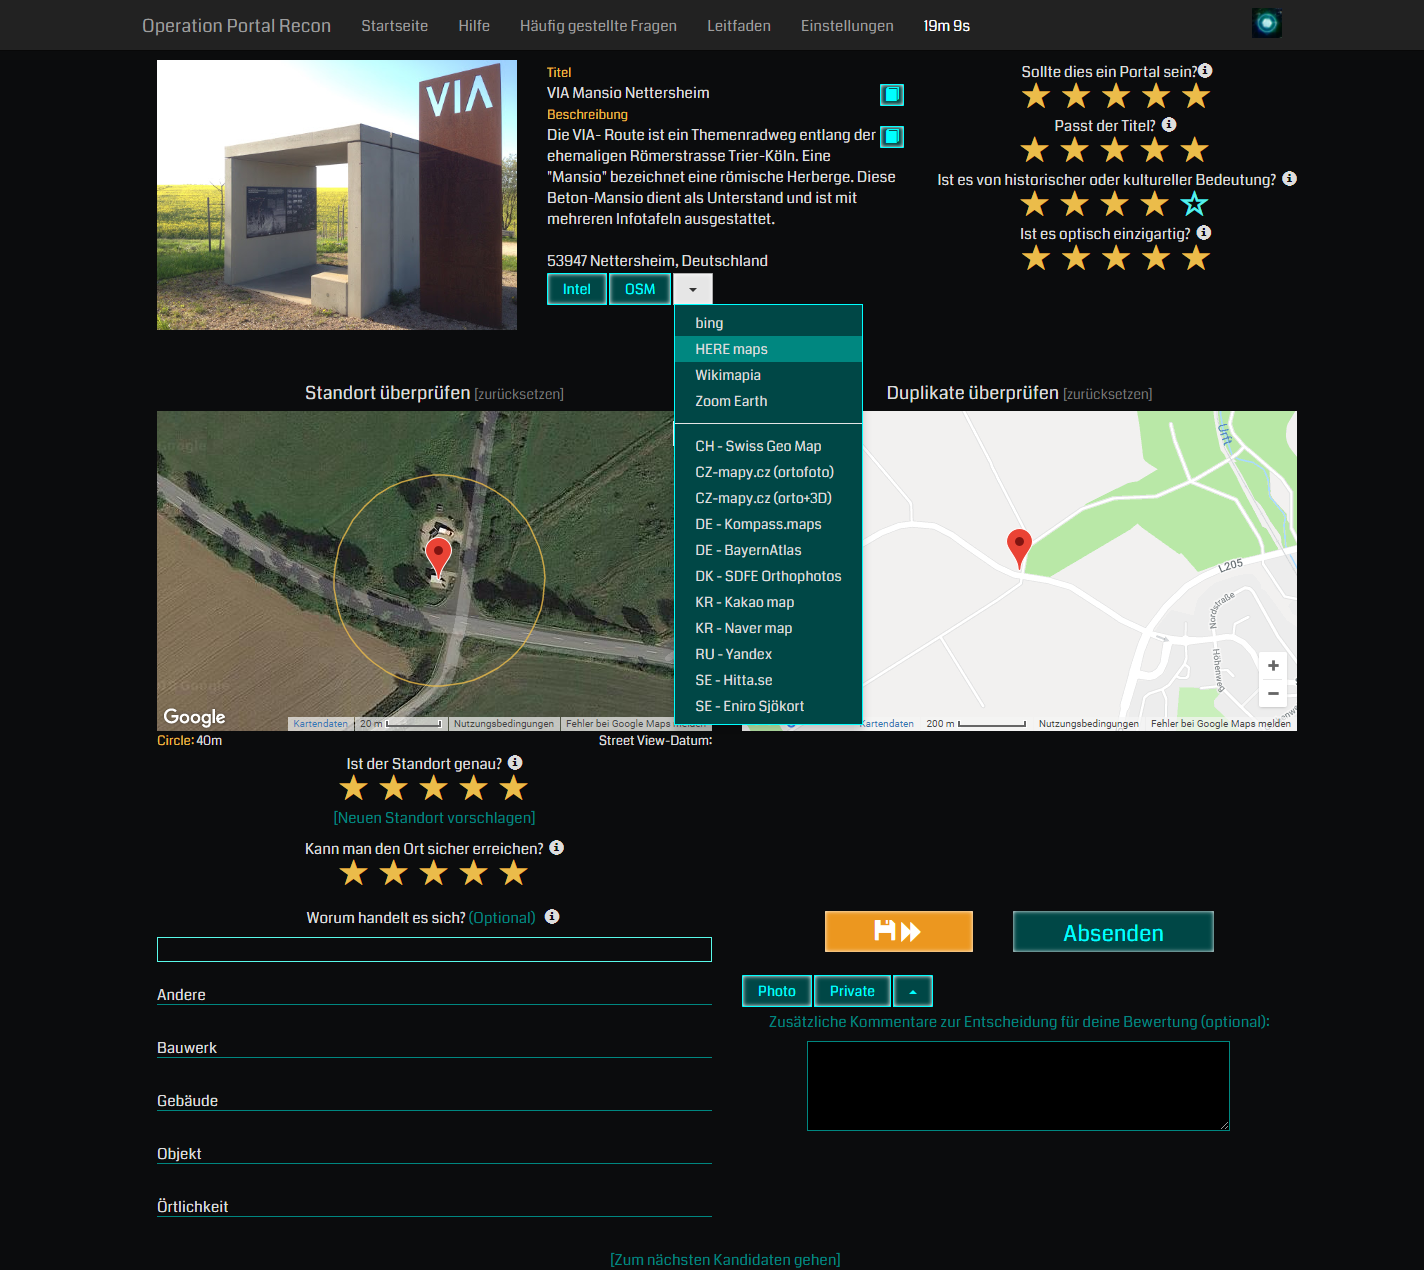 Operation Portal Recon
Startseite
Hilfe
Häufig gestellte Fragen
Leitfaden
Einstellungen
19m 9s
VIA
Titel
VIA Mansio Nettersheim
Beschreibung
Die VIA- Route ist ein Themenradweg entlang der
ehemaligen Römerstrasse Trier-Köln. Eine
"Mansio" bezeichnet eine römische Herberge. Diese
Beton-Mansio dient als Unterstand und ist mit
mehreren Infotafeln ausgestattet.
53947 Nettersheim, Deutschland
Intel
OSM
Sollte dies ein Portal sein?
Passt der Titel?
Ist es von historischer oder kultureller Bedeutung?
Ist es optisch einzigartig?
bing
HERE maps
Wikimapia
Zoom Earth
CH - Swiss Geo Map
CZ-mapy.cz (ortofoto)
CZ-mapy.cz (orto+3D)
DE - Kompass.maps
DE - BayernAtlas
DK - SDFE Orthophotos
KR - Kakao map
KR - Naver map
RU - Yandex
SE - Hitta.se
SE - Eniro Sjökort
Standort überprüfen [zurücksetzen]
Google
Google
Google
Kartendaten
20 m
Nutzungsbedingungen
Fehler bei Google Maps melden
Circle: 40m
Street View-Datum:
Duplikate überprüfen [zurücksetzen]
Urft
L205
Nordstraße
Höhenweg
+
−
Kartendaten
200 m
Nutzungsbedingungen
Fehler bei Google Maps melden
Ist der Standort genau?
[Neuen Standort vorschlagen]
Kann man den Ort sicher erreichen?
Worum handelt es sich? (Optional)
Andere
Bauwerk
Gebäude
Objekt
Örtlichkeit
Absenden
Photo
Private
Zusätzliche Kommentare zur Entscheidung für deine Bewertung (optional):
[Zum nächsten Kandidaten gehen]